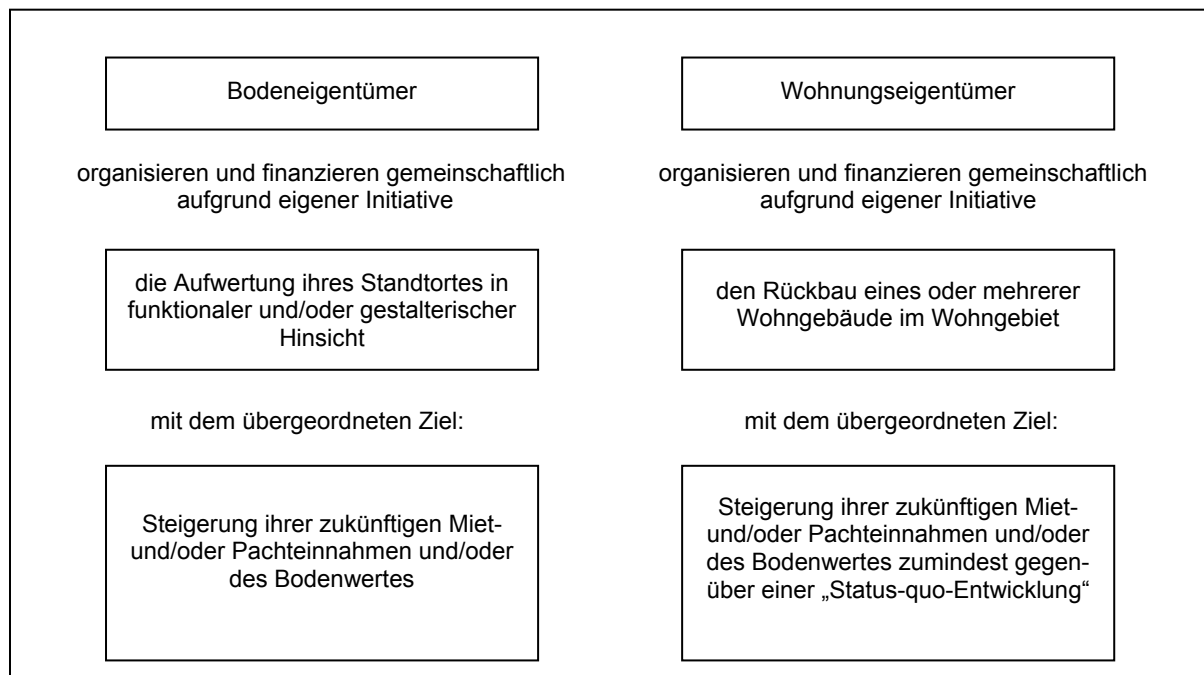 Bodeneigentümer
organisieren und finanzieren gemeinschaftlich
aufgrund eigener Initiative
die Aufwertung ihres Standtortes in
funktionaler und/oder gestalterischer
Hinsicht
mit dem übergeordneten Ziel:
Steigerung ihrer zukünftigen Miet-
und/oder Pachteinnahmen und/oder
des Bodenwertes
Wohnungseigentümer
organisieren und finanzieren gemeinschaftlich
aufgrund eigener Initiative
den Rückbau eines oder mehrerer
Wohngebäude im Wohngebiet
mit dem übergeordneten Ziel:
Steigerung ihrer zukünftigen Miet-
und/oder Pachteinnahmen und/oder
des Bodenwertes zumindest gegen-
über einer „Status-quo-Entwicklung“